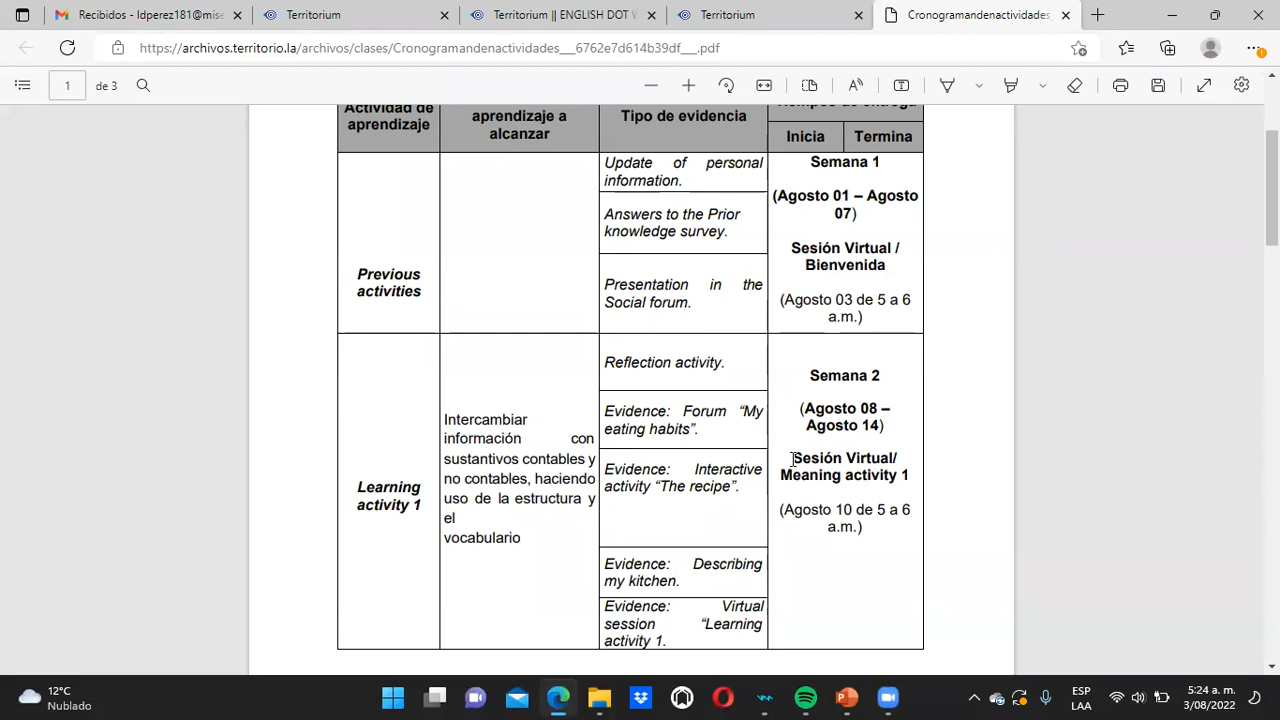 Recibidos - ldperez181@mise
Territorium
Territorium || ENGLISH DOT W
Territorium
Cronogramandenactividades_
https://archivos.territorio.la/archivos/clases/Cronogramandenactividades___6762e7d614b39df___.pdf
1 de 3
Actividad de
aprendizaje
aprendizaje a
alcanzar
Tipo de evidencia
Inicia
Termina
Previous
activities
Update of personal
information.
Answers to the Prior
knowledge survey.
Presentation in the
Social forum.
Semana 1
(Agosto 01 – Agosto
07)
Sesión Virtual /
Bienvenida
(Agosto 03 de 5 a 6
a.m.)
Learning
activity 1
Intercambiar
información con
sustantivos contables y
no contables, haciendo
uso de la estructura y
el
vocabulario
Reflection activity.
Evidence: Forum “My
eating habits”.
Evidence: Interactive
activity “The recipe”.
Evidence: Describing
my kitchen.
Evidence: Virtual
session “Learning
activity 1.
Semana 2
(Agosto 08 –
Agosto 14)
Sesión Virtual/
Meaning activity 1
(Agosto 10 de 5 a 6
a.m.)
12°C
Nublado
ESP
LAA
5:24 a. m.
3/08/2022